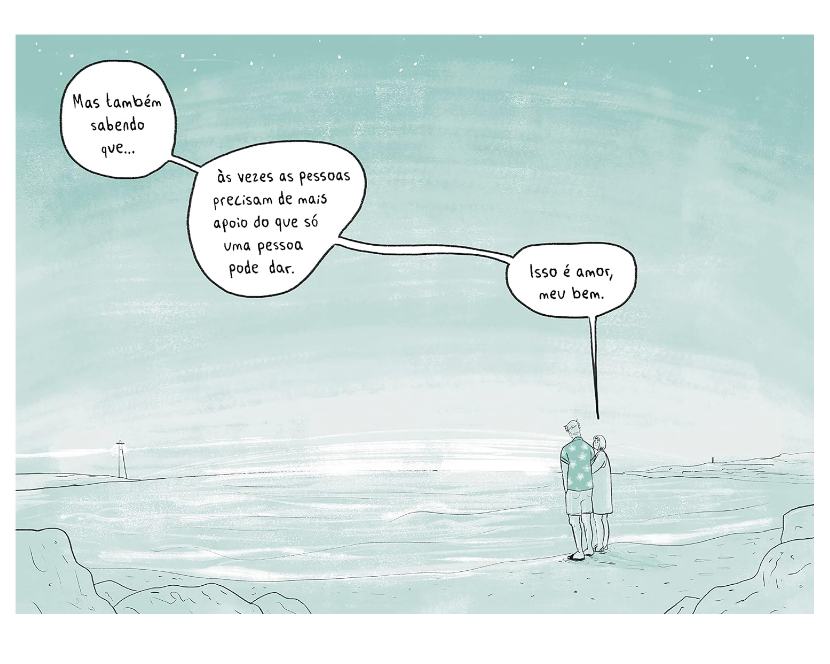 Mas também
sabendo
que...
às vezes as pessoas
precisam de mais
apoio do que só
uma pessoa
pode dar.
Isso é amor,
meu bem.